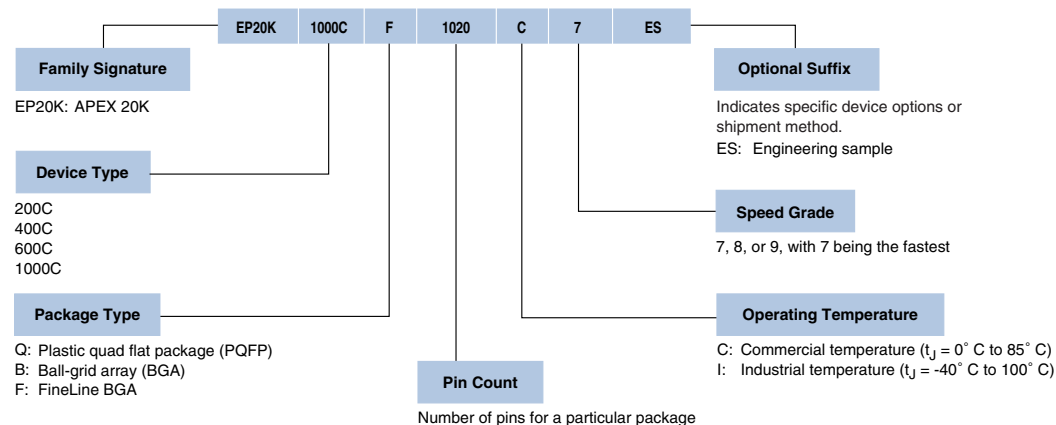 EP20K 1000C F 1020 C 7 ES
Family Signature
EP20K: APEX 20K
Optional Suffix
Indicates specific device options or
shipment method.
ES: Engineering sample
Device Type
200C
400C
600C
1000C
Speed Grade
7, 8, or 9, with 7 being the fastest
Package Type
Q: Plastic quad flat package (PQFP)
B: Ball-grid array (BGA)
F: FineLine BGA
Operating Temperature
C: Commercial temperature (tJ = 0° C to 85° C)
I: Industrial temperature (tJ = -40° C to 100° C)
Pin Count
Number of pins for a particular package